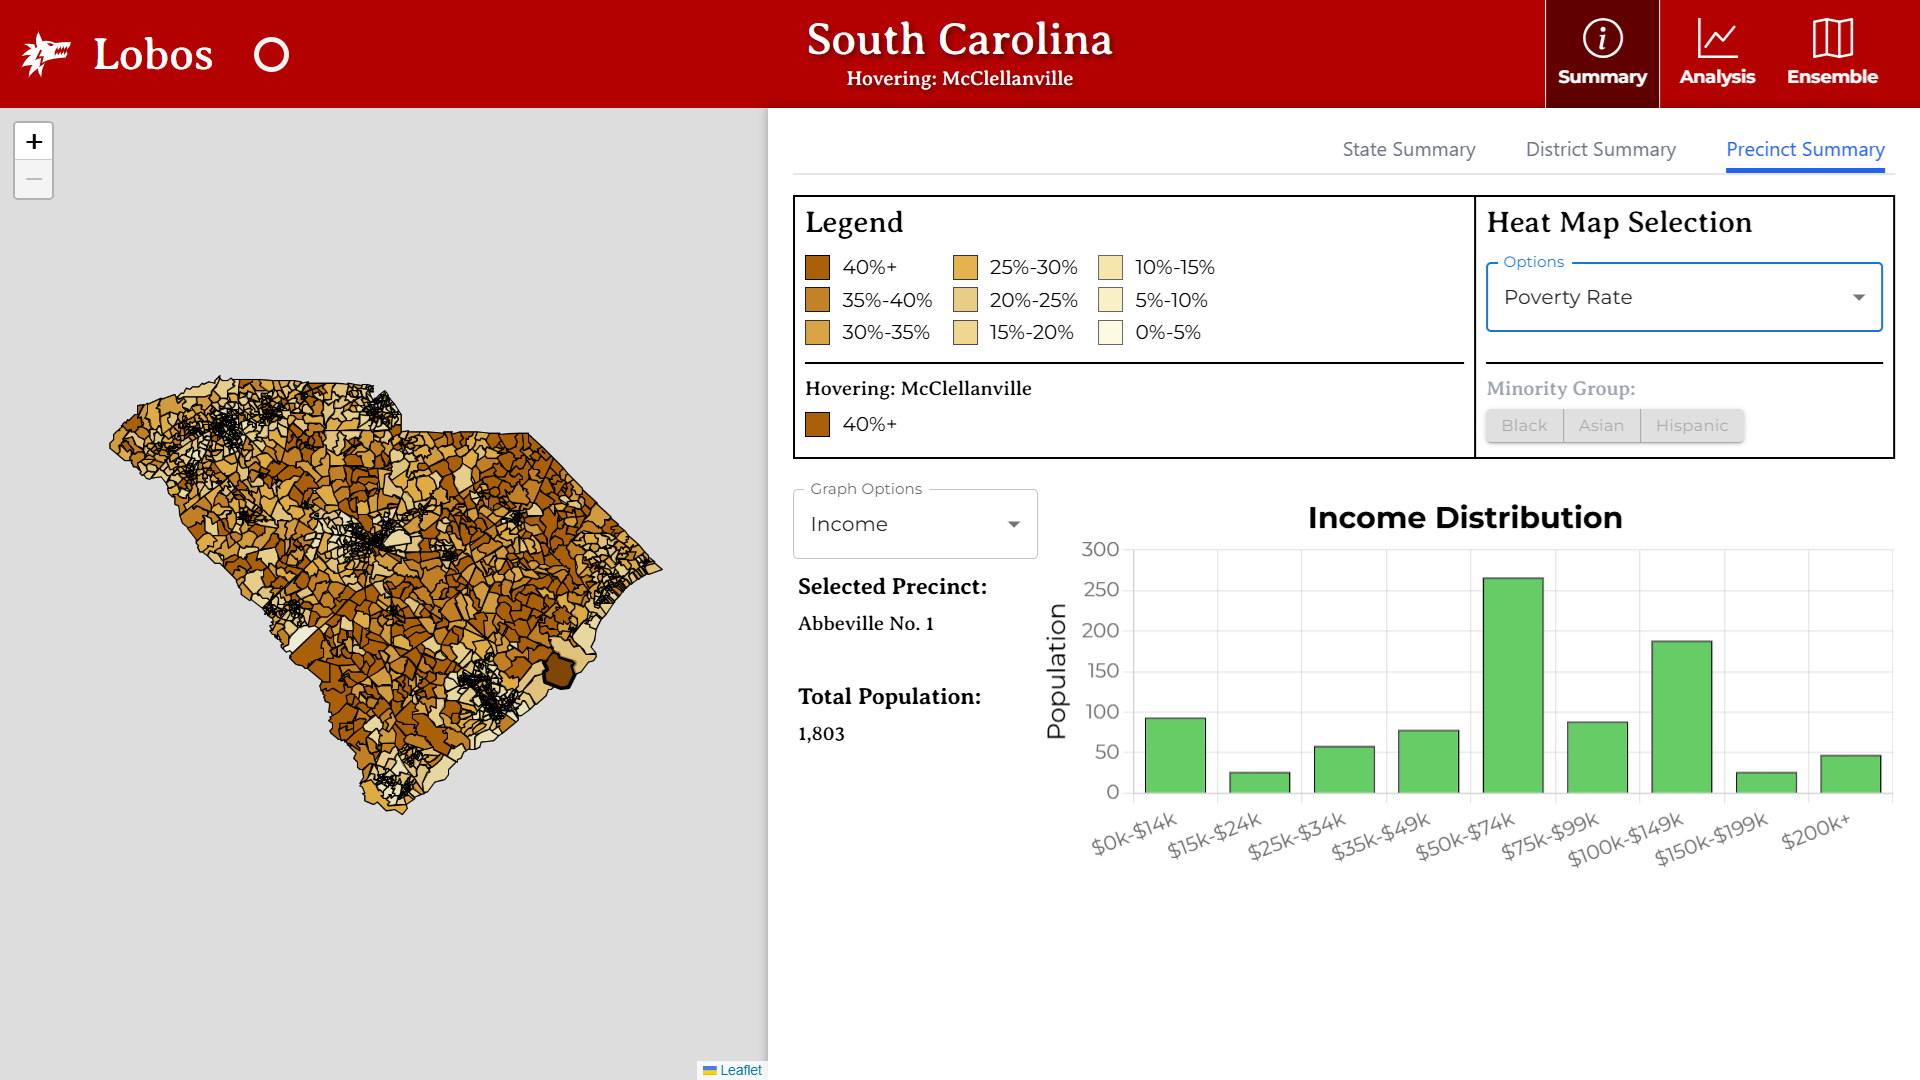 Lobos
South Carolina
Hovering: McClellanville
Summary
Analysis
Ensemble
+
−
State Summary
District Summary
Precinct Summary
Legend
40%+
25%-30%
10%-15%
35%-40%
20%-25%
5%-10%
30%-35%
15%-20%
0%-5%
Hovering: McClellanville
40%+
Heat Map Selection
Options
Poverty Rate
Minority Group:
Black
Asian
Hispanic
Graph Options
Income
Selected Precinct:
Abbeville No. 1
Total Population:
1,803
Income Distribution
Population
300
250
200
150
100
50
0
$0k-$14k
$15k-$24k
$25k-$34k
$35k-$49k
$50k-$74k
$75k-$99k
$100k-$149k
$150k-$199k
$200k+
Leaflet